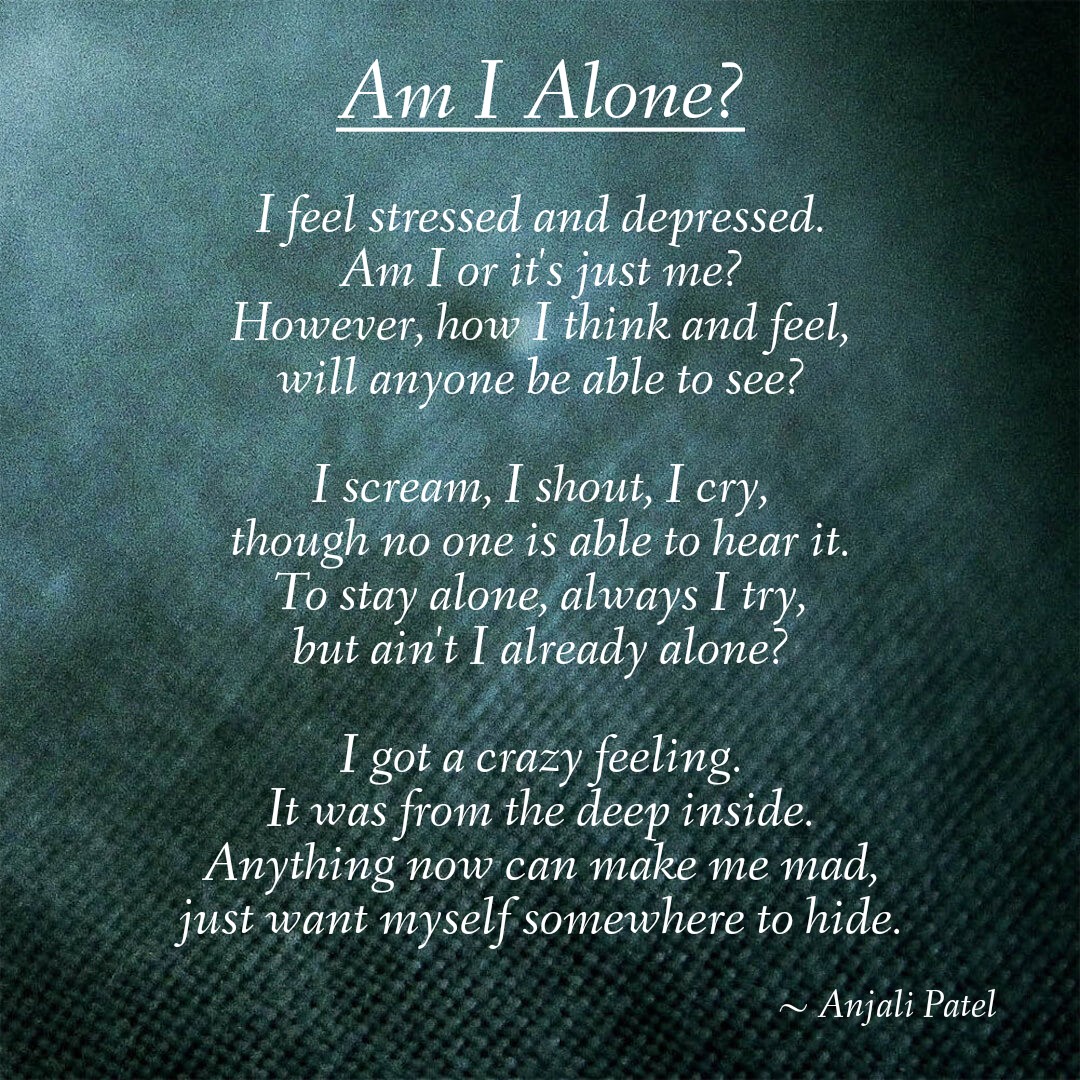 Am I Alone?
I feel stressed and depressed.
Am I or it's just me?
However, how I think and feel,
will anyone be able to see?
I scream, I shout, I cry,
though no one is able to hear it.
To stay alone, always I try,
but ain't I already alone?
I got a crazy feeling.
It was from the deep inside.
Anything now can make me mad,
just want myself somewhere to hide.
~ Anjali Patel